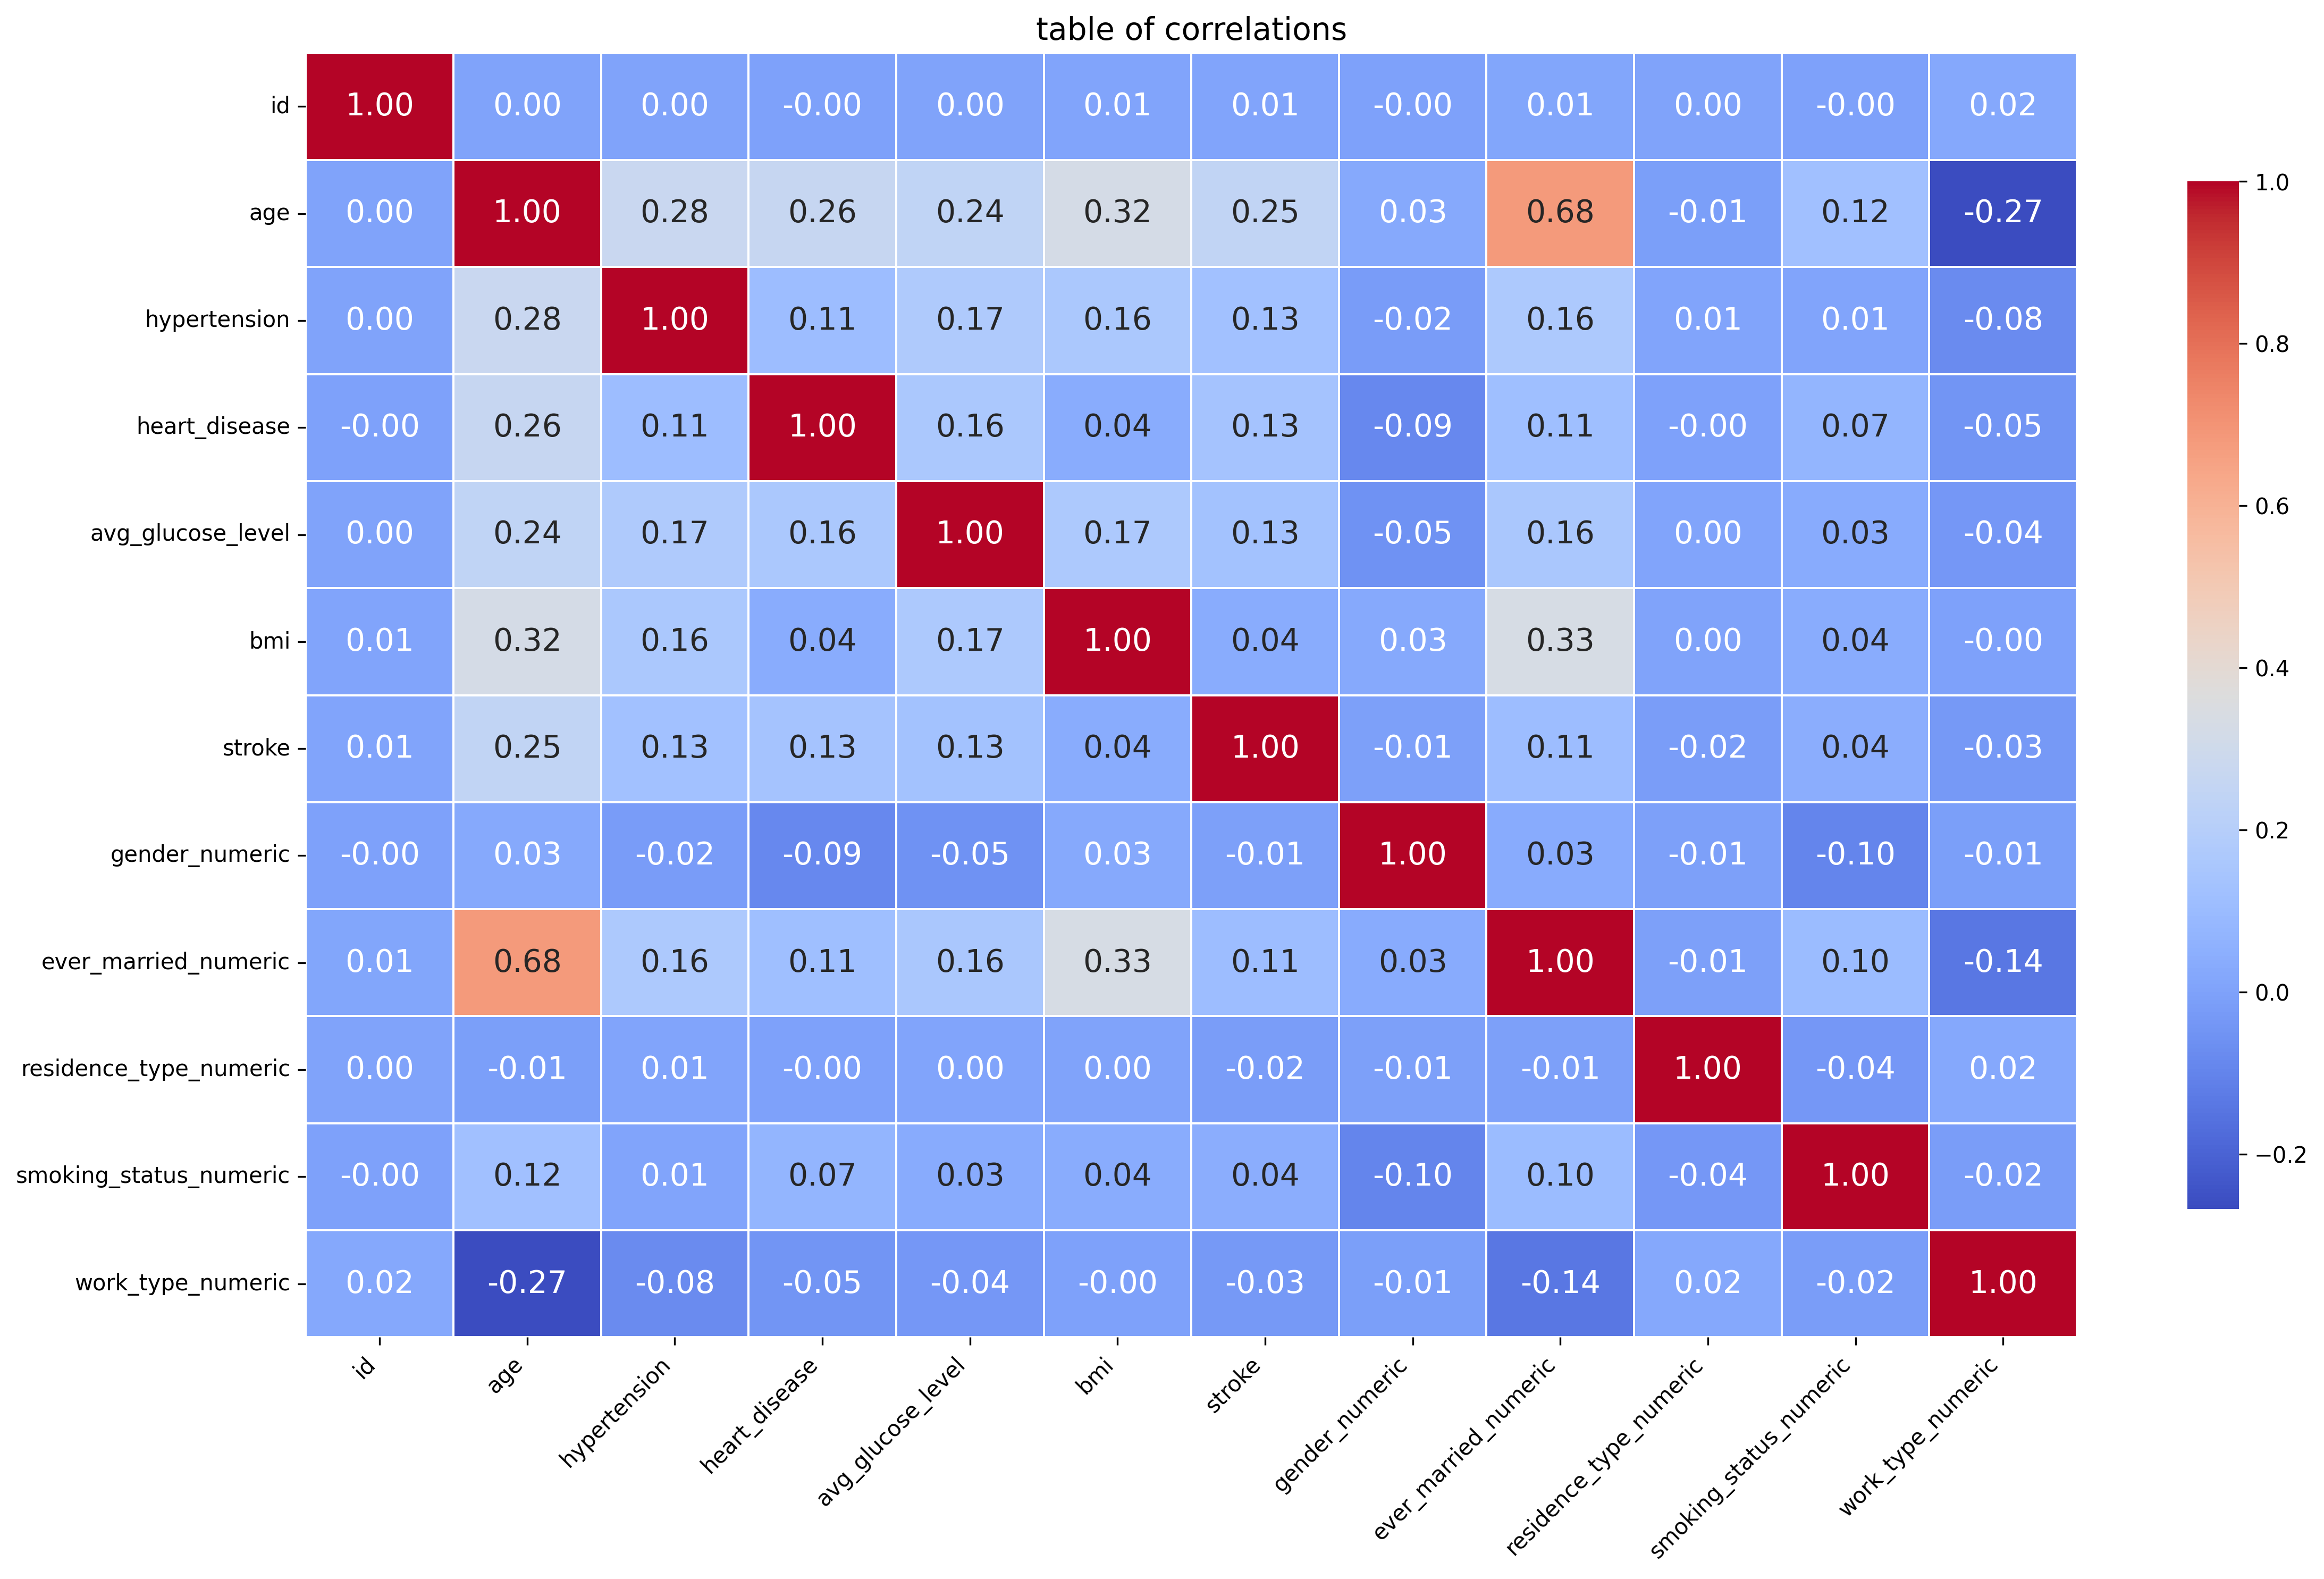 table of correlations
id 1.00 0.00 0.00 -0.00 0.00 0.01 0.01 -0.00 0.01 0.00 -0.00 0.02
age 0.00 1.00 0.28 0.26 0.24 0.32 0.25 0.03 0.68 -0.01 0.12 -0.27
hypertension 0.00 0.28 1.00 0.11 0.17 0.16 0.13 -0.02 0.16 0.01 0.01 -0.08
heart_disease -0.00 0.26 0.11 1.00 0.16 0.04 0.13 -0.09 0.11 -0.00 0.07 -0.05
avg_glucose_level 0.00 0.24 0.17 0.16 1.00 0.17 0.13 -0.05 0.16 0.00 0.03 -0.04
bmi 0.01 0.32 0.16 0.04 0.17 1.00 0.04 0.03 0.33 0.00 0.04 -0.00
stroke 0.01 0.25 0.13 0.13 0.13 0.04 1.00 -0.01 0.11 -0.02 0.04 -0.03
gender_numeric -0.00 0.03 -0.02 -0.09 -0.05 0.03 -0.01 1.00 0.03 -0.01 -0.10 -0.01
ever_married_numeric 0.01 0.68 0.16 0.11 0.16 0.33 0.11 0.03 1.00 -0.01 0.10 -0.14
residence_type_numeric 0.00 -0.01 0.01 -0.00 0.00 0.00 -0.02 -0.01 -0.01 1.00 -0.04 0.02
smoking_status_numeric -0.00 0.12 0.01 0.07 0.03 0.04 0.04 -0.10 0.10 -0.04 1.00 -0.02
work_type_numeric 0.02 -0.27 -0.08 -0.05 -0.04 -0.00 -0.03 -0.01 -0.14 0.02 -0.02 1.00
id age hypertension heart_disease avg_glucose_level bmi stroke gender_numeric ever_married_numeric residence_type_numeric smoking_status_numeric work_type_numeric
1.0
0.8
0.6
0.4
0.2
0.0
−0.2